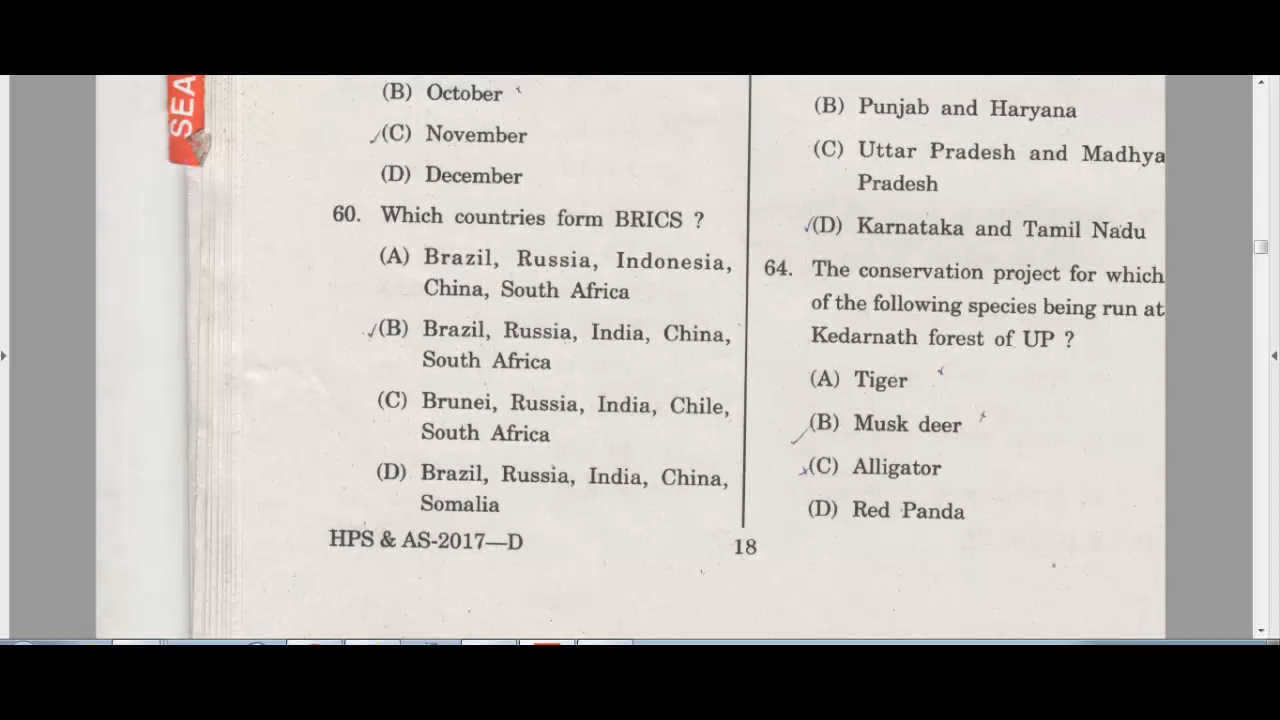 SEA
(B) October
(C) November
(D) December
60. Which countries form BRICS ?
(A) Brazil, Russia, Indonesia,
China, South Africa
(B) Brazil, Russia, India, China,
South Africa
(C) Brunei, Russia, India, Chile,
South Africa
(D) Brazil, Russia, India, China,
Somalia
HPS & AS-2017—D
(B) Punjab and Haryana
(C) Uttar Pradesh and Madhya
Pradesh
(D) Karnataka and Tamil Nadu
64. The conservation project for which
of the following species being run at
Kedarnath forest of UP ?
(A) Tiger
(B) Musk deer
(C) Alligator
(D) Red Panda
18